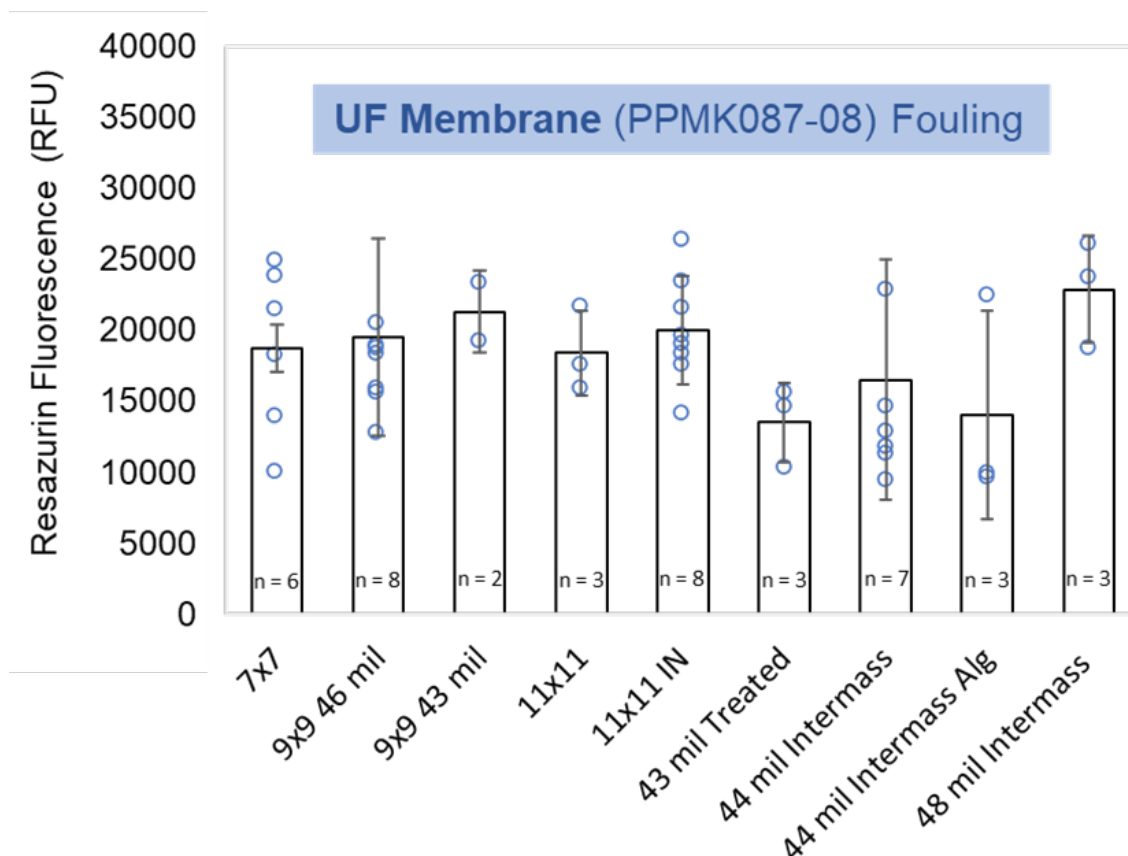 Resazurin Fluorescence (RFU)
40000
35000
30000
25000
20000
15000
10000
5000
0
UF Membrane (PPMK087-08) Fouling
n = 6
n = 8
n = 2
n = 3
n = 8
n = 3
n = 7
n = 3
n = 3
7x7
9x9 46 mil
9x9 43 mil
11x11
11x11 IN
43 mil Treated
44 mil Intermass
44 mil Intermass Alg
48 mil Intermass